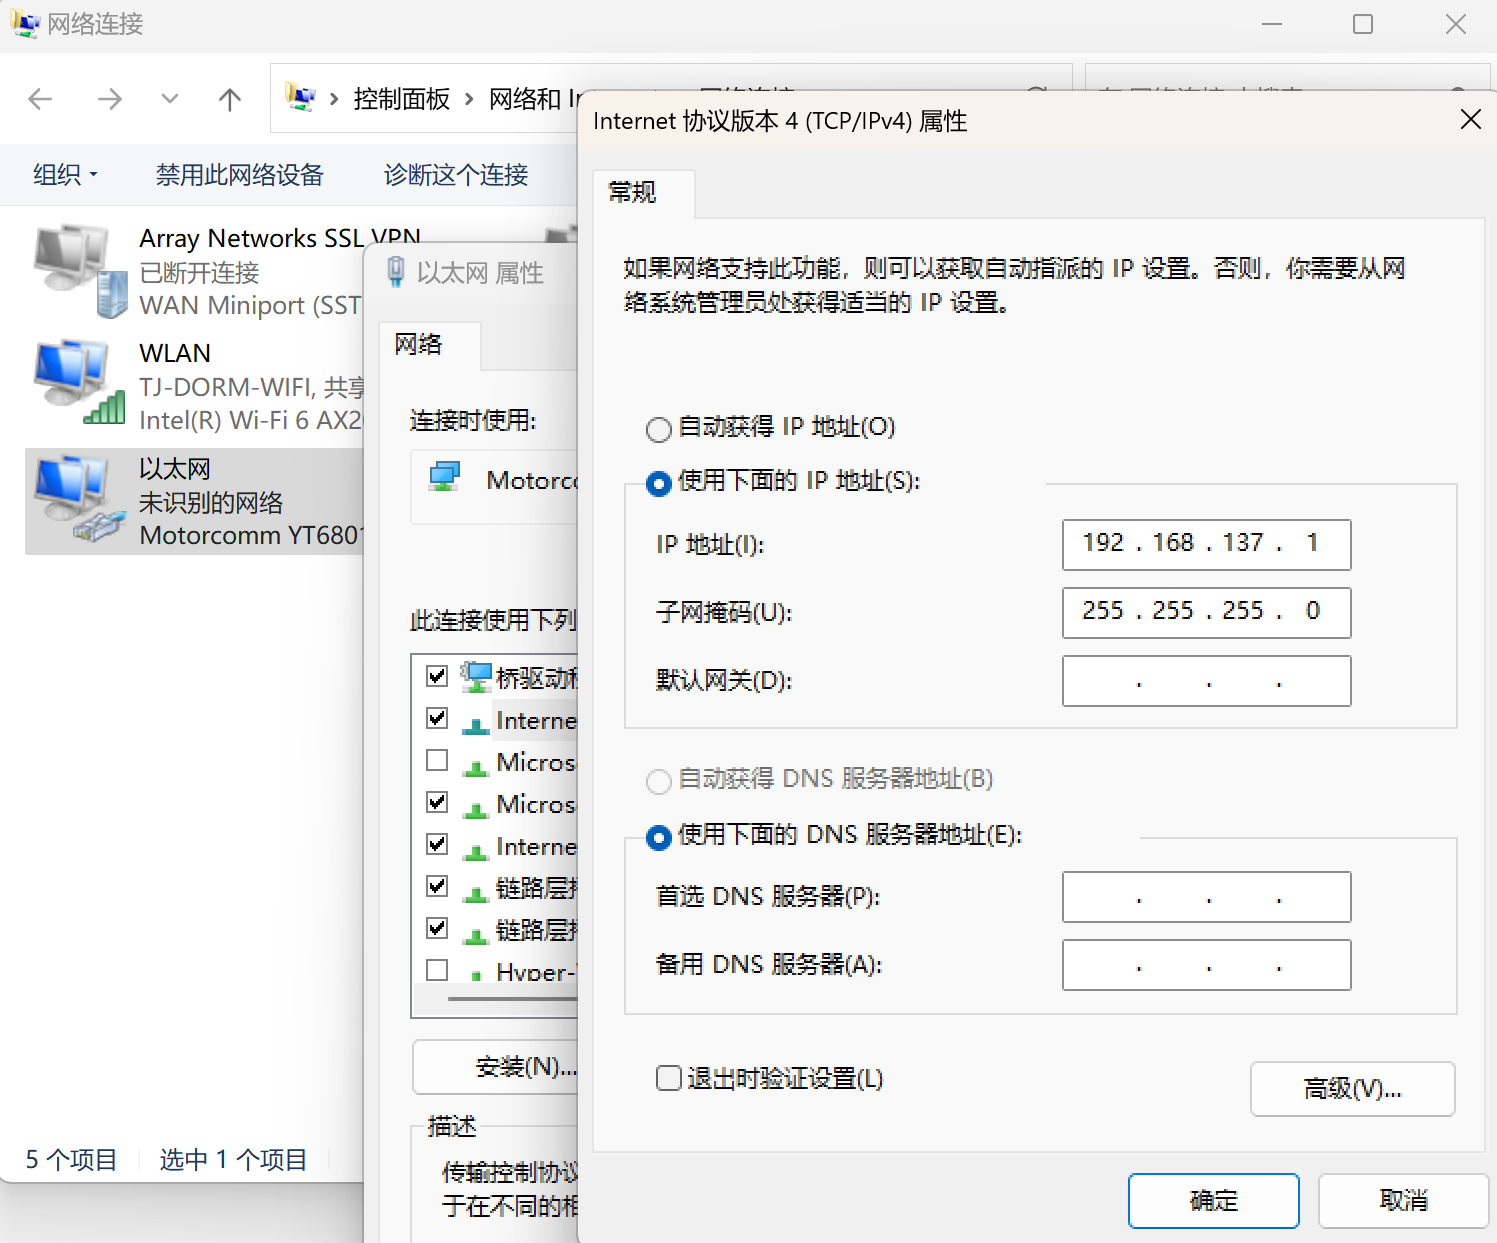 网络连接
控制面板
网络和
Internet 协议版本 4 (TCP/IPv4) 属性
组织
禁用此网络设备
诊断这个连接
常规
Array Networks SSL VPN
已断开连接
WAN Miniport (SST
WLAN
TJ-DORM-WIFI, 共享
Intel(R) Wi-Fi 6 AX20
以太网
未识别的网络
Motorcomm YT6801
以太网 属性
网络
连接时使用:
Motorco
此连接使用下列
桥驱动程
Interne
Micros
Micros
Interne
链路层拓
链路层拓
Hyper-
安装(N)...
描述
传输控制协议
于在不同的相
如果网络支持此功能，则可以获取自动指派的 IP 设置。否则，你需要从网
络系统管理员处获得适当的 IP 设置。
自动获得 IP 地址(O)
使用下面的 IP 地址(S):
IP 地址(I):
192 . 168 . 137 . 1
子网掩码(U):
255 . 255 . 255 . 0
默认网关(D):
. . .
自动获得 DNS 服务器地址(B)
使用下面的 DNS 服务器地址(E):
首选 DNS 服务器(P):
. . .
备用 DNS 服务器(A):
. . .
退出时验证设置(L)
高级(V)...
确定
取消
5 个项目
选中 1 个项目